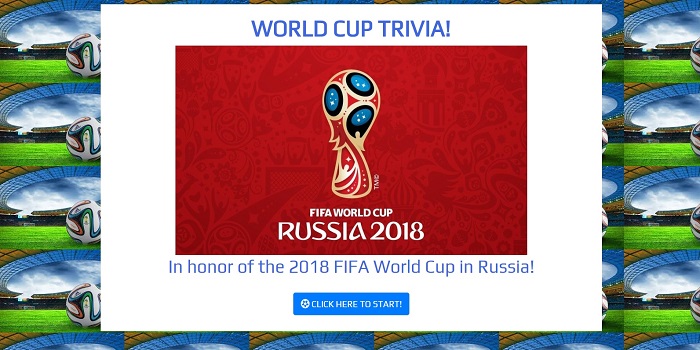 WORLD CUP TRIVIA!
TM©
FIFA WORLD CUP
RUSSIA 2018
In honor of the 2018 FIFA World Cup in Russia!
CLICK HERE TO START!